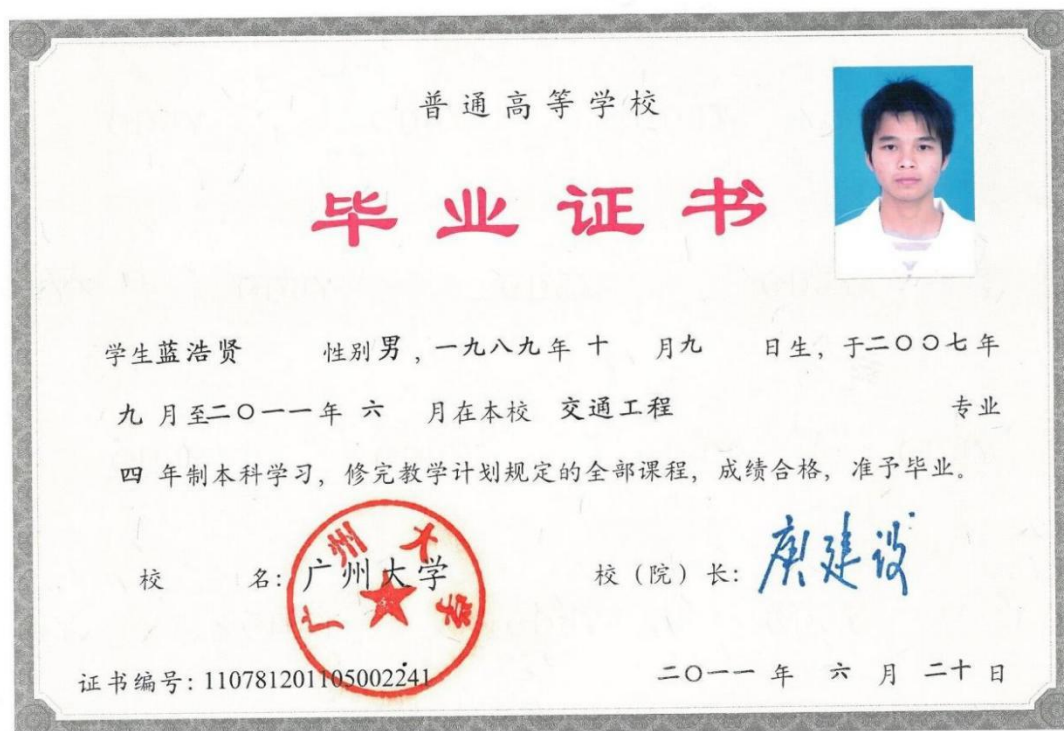 普通高等学校
毕业证书
学生蓝浩贤 性别男，一九八九年十 月九 日生，于二〇〇七年
九月至二〇一一年 六 月在本校 交通工程 专业
四 年制本科学习，修完教学计划规定的全部课程，成绩合格，准予毕业。
广州大学
校 名：广州大学 校（院）长：庾建设
证书编号：110781201105002241 二〇一一 年 六 月 二十 日